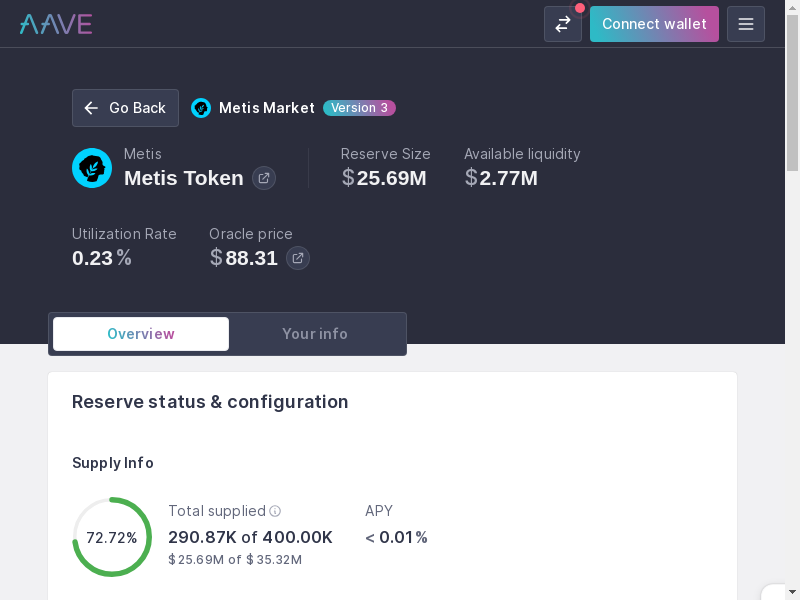 AAVE
Connect wallet
Go Back
Metis Market
Version 3
Metis
Metis Token
Reserve Size
$25.69M
Available liquidity
$2.77M
Utilization Rate
0.23%
Oracle price
$88.31
Overview
Your info
Reserve status & configuration
Supply Info
72.72%
Total supplied
290.87K of 400.00K
$25.69M of $35.32M
APY
< 0.01%